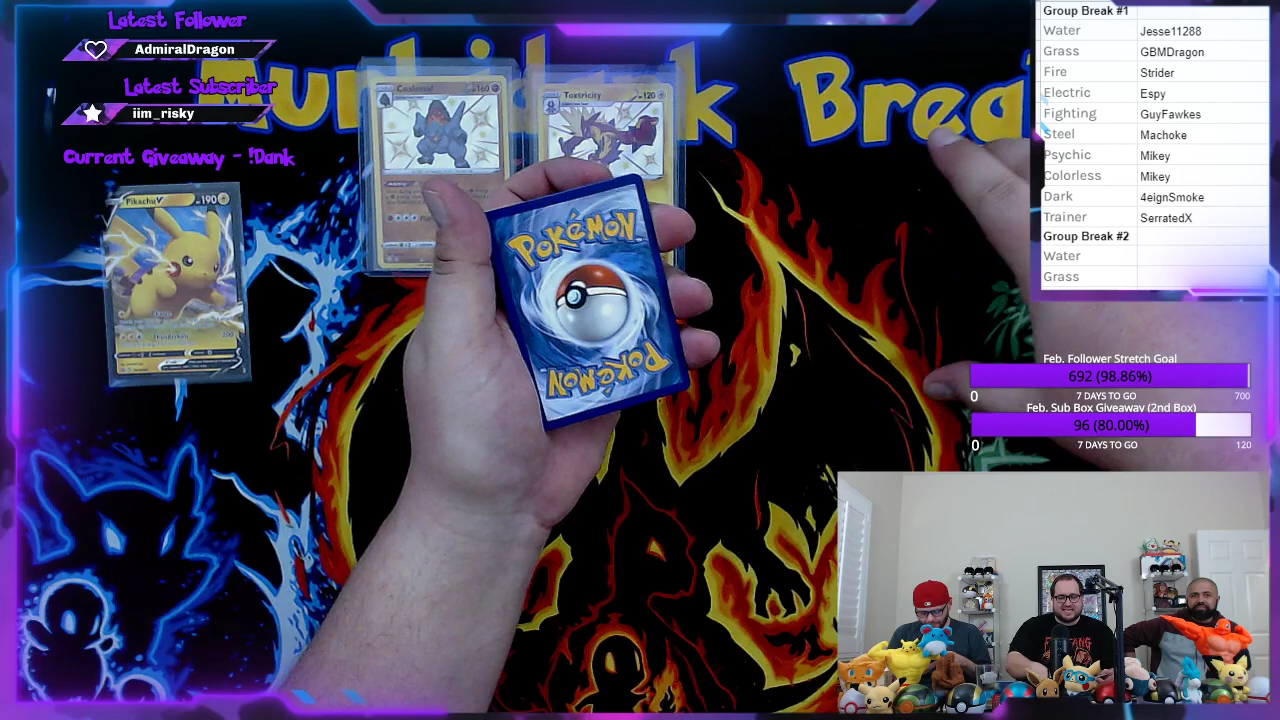 Latest Follower
AdmiralDragon
Latest Subscriber
iim_risky
Current Giveaway - !Dank
Break
Pikachu V 190
Coalossal 160
Toxtricity 120
POKéMON
POKéMON
Group Break #1
Water Jesse11288
Grass GBMDragon
Fire Strider
Electric Espy
Fighting GuyFawkes
Steel Machoke
Psychic Mikey
Colorless Mikey
Dark 4eignSmoke
Trainer SerratedX
Group Break #2
Water
Grass
Feb. Follower Stretch Goal
692 (98.86%)
0 7 DAYS TO GO 700
Feb. Sub Box Giveaway (2nd Box)
96 (80.00%)
0 7 DAYS TO GO 120